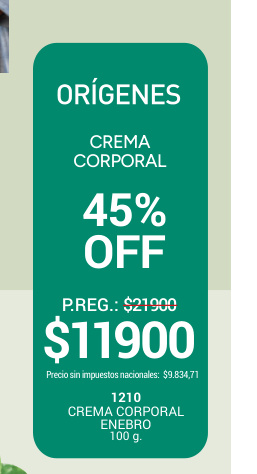 ORÍGENES
CREMA
CORPORAL
45%
OFF
P.REG.: $21900
$11900
Precio sin impuestos nacionales: $9.834,71
1210
CREMA CORPORAL
ENEBRO
100 g.